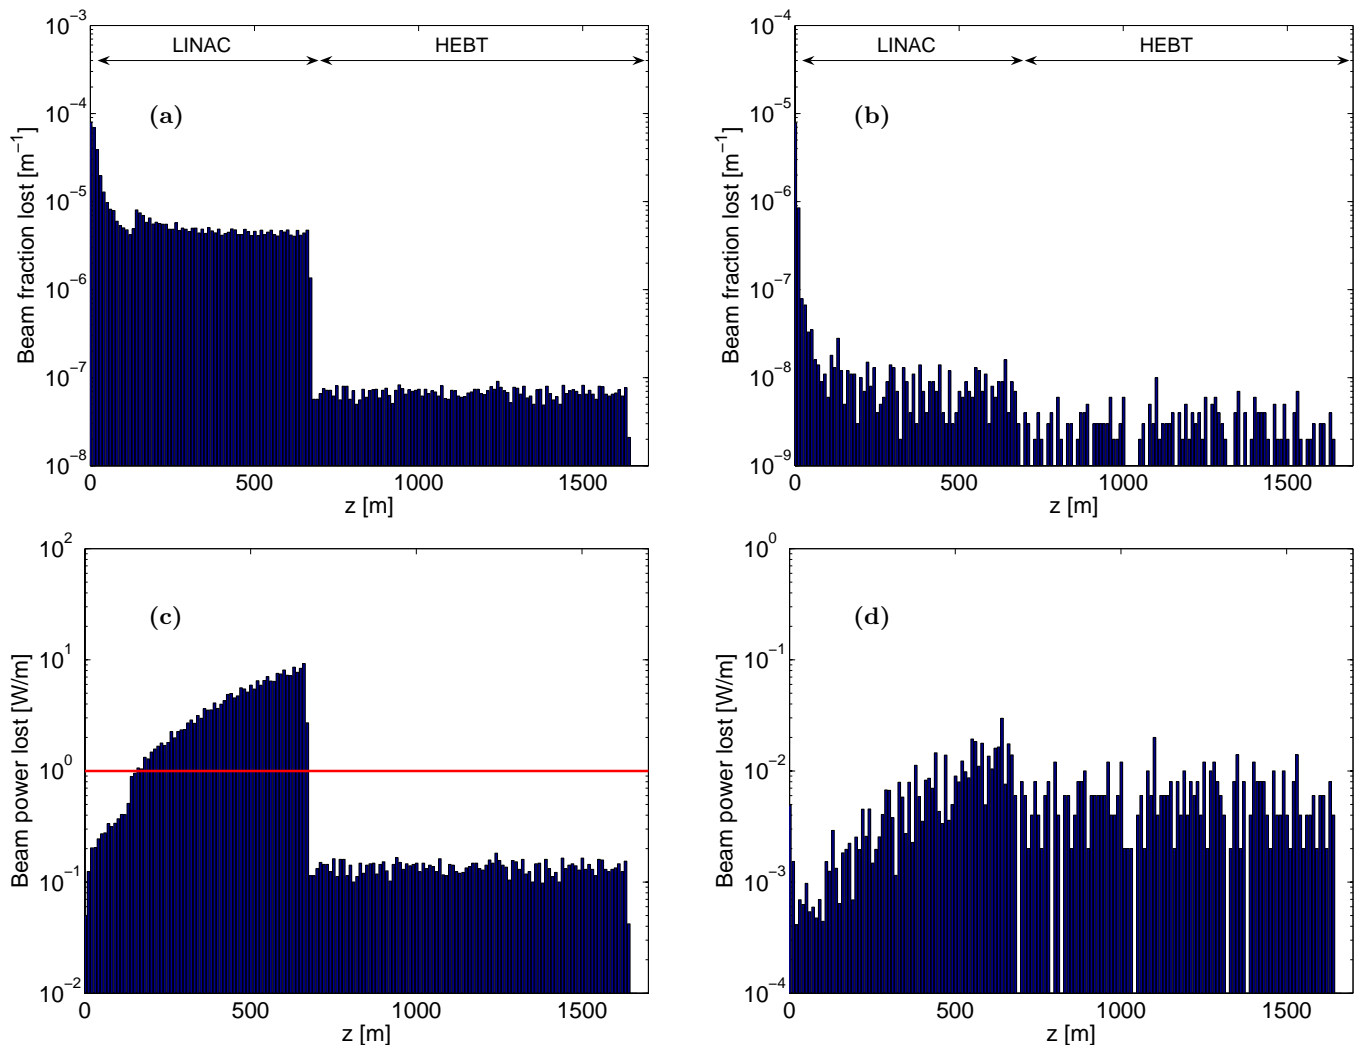 10⁻³
10⁻⁴
10⁻⁵
10⁻⁶
10⁻⁷
10⁻⁸
Beam fraction lost [m⁻¹]
LINAC HEBT
(a)
0 500 1000 1500
z [m]
10⁻⁴
10⁻⁵
10⁻⁶
10⁻⁷
10⁻⁸
10⁻⁹
Beam fraction lost [m⁻¹]
LINAC HEBT
(b)
0 500 1000 1500
z [m]
10²
10¹
10⁰
10⁻¹
10⁻²
Beam power lost [W/m]
(c)
0 500 1000 1500
z [m]
10⁰
10⁻¹
10⁻²
10⁻³
10⁻⁴
Beam power lost [W/m]
(d)
0 500 1000 1500
z [m]